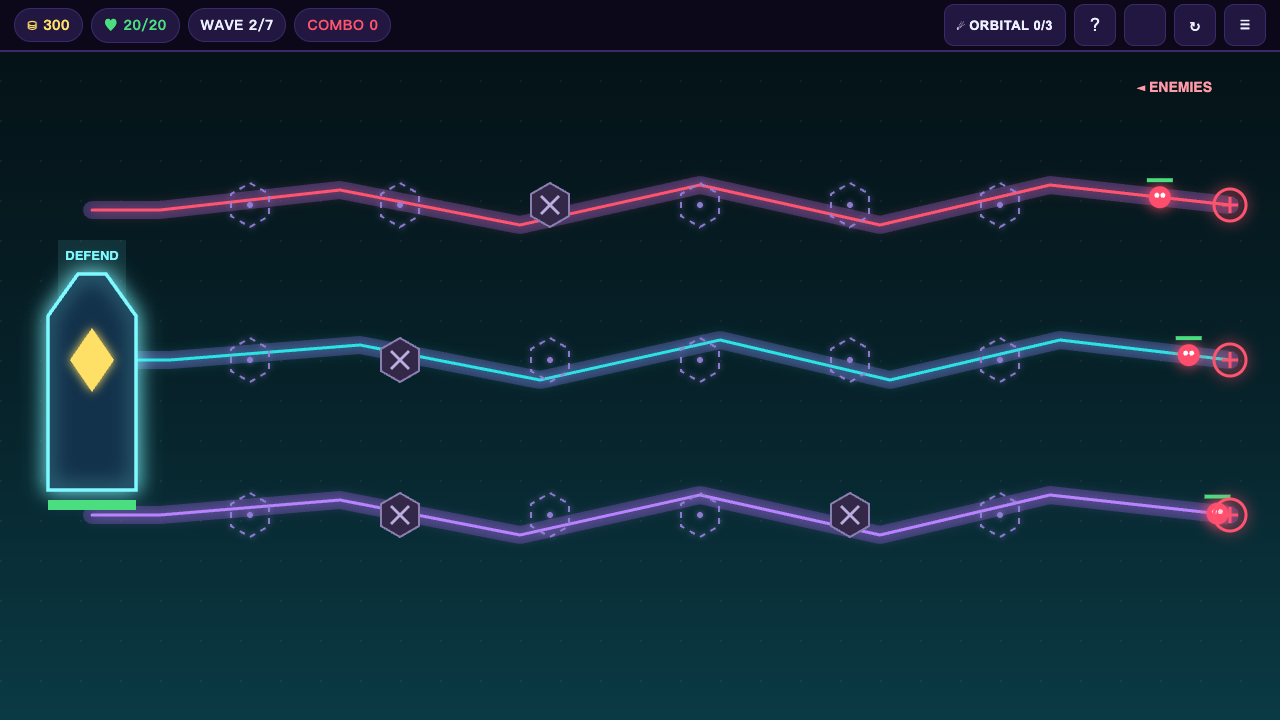 ⛁ 300
♥ 20/20
WAVE 2/7
COMBO 0
☄ ORBITAL 0/3
?
↻
☰
◄ ENEMIES
DEFEND